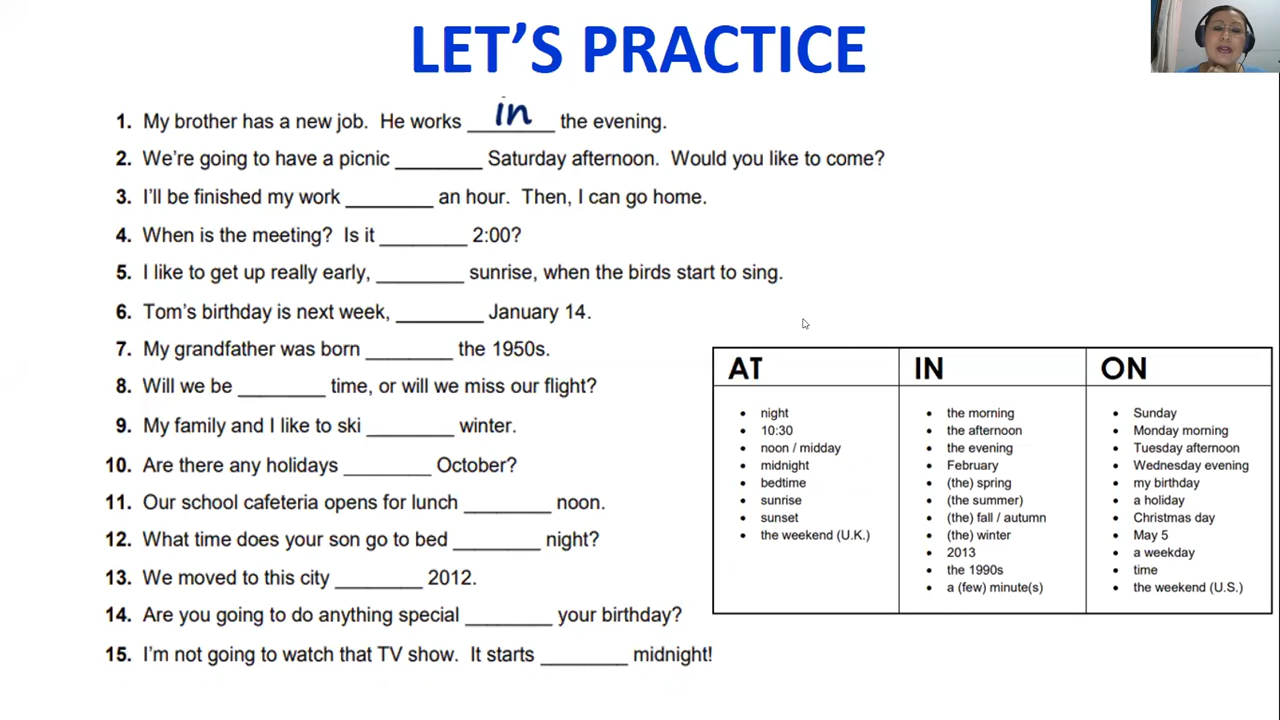 LET'S PRACTICE
1. My brother has a new job. He works in the evening.
2. We're going to have a picnic ________ Saturday afternoon. Would you like to come?
3. I'll be finished my work ________ an hour. Then, I can go home.
4. When is the meeting? Is it ________ 2:00?
5. I like to get up really early, ________ sunrise, when the birds start to sing.
6. Tom's birthday is next week, ________ January 14.
7. My grandfather was born ________ the 1950s.
8. Will we be ________ time, or will we miss our flight?
9. My family and I like to ski ________ winter.
10. Are there any holidays ________ October?
11. Our school cafeteria opens for lunch ________ noon.
12. What time does your son go to bed ________ night?
13. We moved to this city ________ 2012.
14. Are you going to do anything special ________ your birthday?
15. I'm not going to watch that TV show. It starts ________ midnight!
AT
• night
• 10:30
• noon / midday
• midnight
• bedtime
• sunrise
• sunset
• the weekend (U.K.)
IN
• the morning
• the afternoon
• the evening
• February
• (the) spring
• (the summer)
• (the) fall / autumn
• (the) winter
• 2013
• the 1990s
• a (few) minute(s)
ON
• Sunday
• Monday morning
• Tuesday afternoon
• Wednesday evening
• my birthday
• a holiday
• Christmas day
• May 5
• a weekday
• time
• the weekend (U.S.)